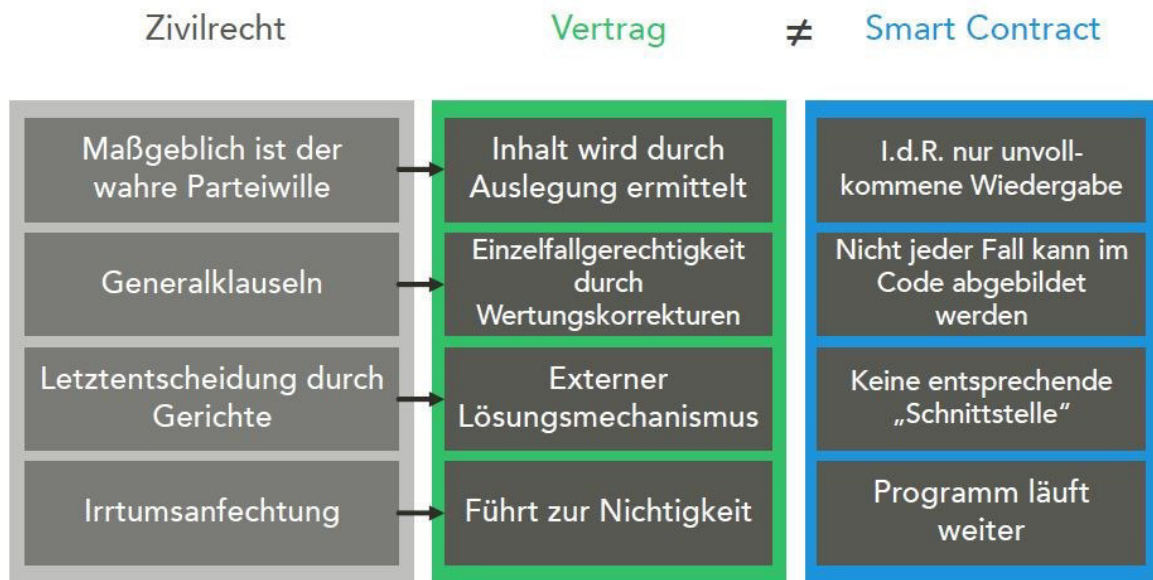 Zivilrecht
Vertrag
≠
Smart Contract
Maßgeblich ist der
wahre Parteiwille
Inhalt wird durch
Auslegung ermittelt
I.d.R. nur unvoll-
kommene Wiedergabe
Generalklauseln
Einzelfallgerechtigkeit
durch
Wertungskorrekturen
Nicht jeder Fall kann im
Code abgebildet
werden
Letztentscheidung durch
Gerichte
Externer
Lösungsmechanismus
Keine entsprechende
„Schnittstelle“
Irrtumsanfechtung
Führt zur Nichtigkeit
Programm läuft
weiter